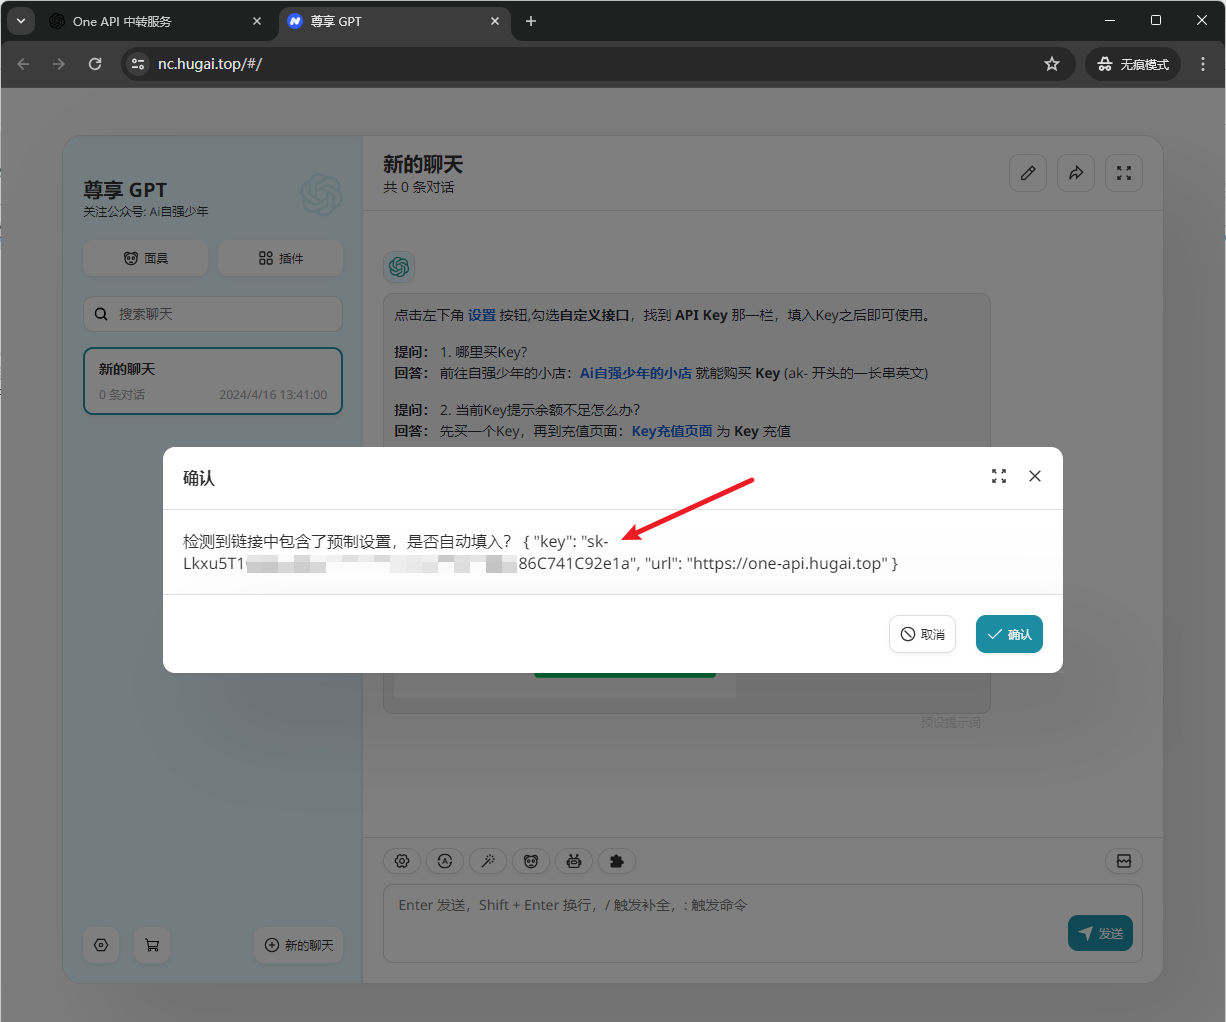 One API 中转服务
尊享 GPT
nc.hugai.top/#/
无痕模式
尊享 GPT
关注公众号: Ai自强少年
面具
插件
搜索聊天
新的聊天
0 条对话
2024/4/16 13:41:00
新的聊天
共 0 条对话
点击左下角 设置 按钮,勾选自定义接口，找到 API Key 那一栏，填入Key之后即可使用。
提问： 1. 哪里买Key?
回答： 前往自强少年的小店：Ai自强少年的小店 就能购买 Key (ak- 开头的一长串英文)
提问： 2. 当前Key提示余额不足怎么办?
回答： 先买一个Key，再到充值页面：Key充值页面 为 Key 充值
确认
检测到链接中包含了预制设置，是否自动填入？ { "key": "sk-
Lkxu5T1 86C741C92e1a", "url": "https://one-api.hugai.top" }
取消
确认
预设提示词
Enter 发送，Shift + Enter 换行，/ 触发补全，: 触发命令
发送
新的聊天